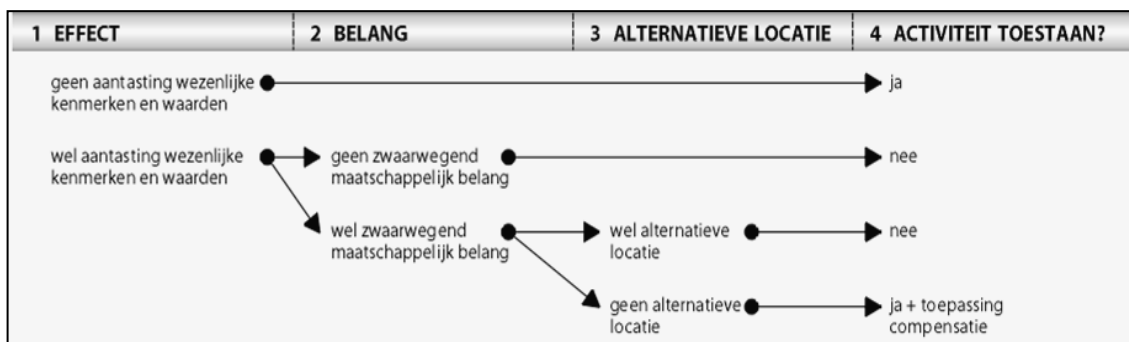 1 EFFECT
2 BELANG
3 ALTERNATIEVE LOCATIE
4 ACTIVITEIT TOESTAAN?
geen aantasting wezenlijke
kenmerken en waarden
ja
wel aantasting wezenlijke
kenmerken en waarden
geen zwaarwegend
maatschappelijk belang
nee
wel zwaarwegend
maatschappelijk belang
wel alternatieve
locatie
nee
geen alternatieve
locatie
ja + toepassing
compensatie